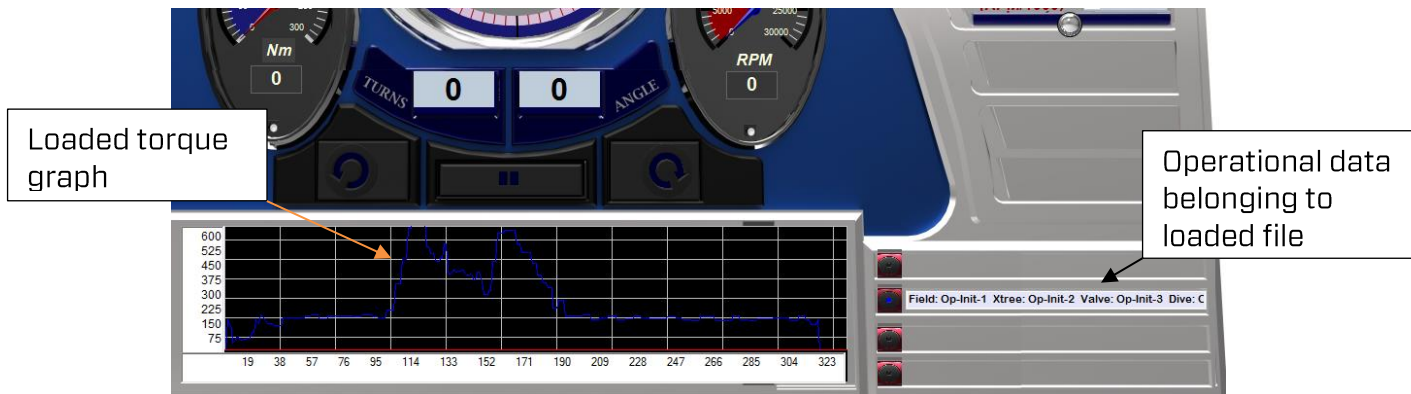 5000
25000
300
30000
Nm
RPM
0
0
TURNS
0
0
ANGLE
Loaded torque
graph
Operational data
belonging to
loaded file
600
525
450
375
300
225
150
75
19 38 57 76 95 114 133 152 171 190 209 228 247 266 285 304 323
Field: Op-Init-1 Xtree: Op-Init-2 Valve: Op-Init-3 Dive: